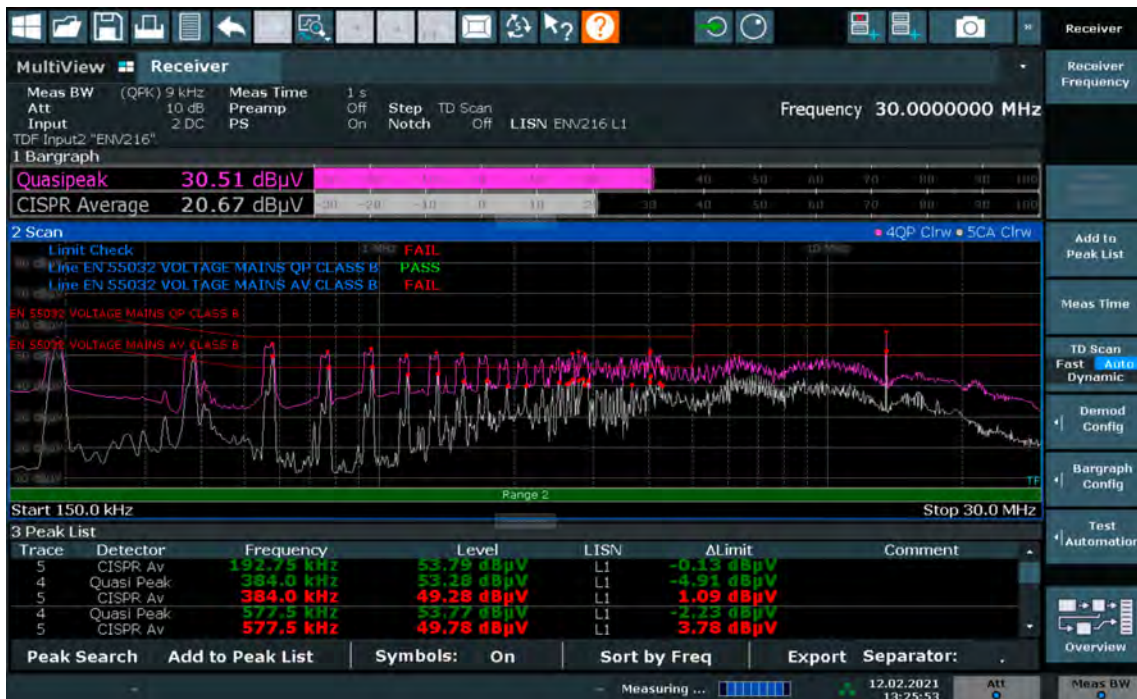 Receiver
MultiView Receiver
Receiver Frequency
Meas BW (QPK) 9 kHz Meas Time 1 s
Att 10 dB Preamp Off Step TD Scan
Input 2 DC PS On Notch Off LISN ENV216 L1
Frequency 30.0000000 MHz
TDF Input2 "ENV216"
1 Bargraph
Quasipeak 30.51 dBµV
CISPR Average 20.67 dBµV
2 Scan 4QP Clrw 5CA Clrw
Limit Check FAIL
Line EN 55032 VOLTAGE MAINS QP CLASS B PASS
Line EN 55032 VOLTAGE MAINS AV CLASS B FAIL
EN 55032 VOLTAGE MAINS QP CLASS B
EN 55032 VOLTAGE MAINS AV CLASS B
TF
Range 2
Start 150.0 kHz Stop 30.0 MHz
Add to Peak List
Meas Time
TD Scan
Fast Auto
Dynamic
Demod Config
Bargraph Config
Test Automation
Overview
3 Peak List
Trace Detector Frequency Level LISN ΔLimit Comment
5 CISPR Av 192.75 kHz 53.79 dBµV L1 -0.13 dBµV
4 Quasi Peak 384.0 kHz 53.28 dBµV L1 -4.91 dBµV
5 CISPR Av 384.0 kHz 49.28 dBµV L1 1.09 dBµV
4 Quasi Peak 577.5 kHz 53.77 dBµV L1 -2.23 dBµV
5 CISPR Av 577.5 kHz 49.78 dBµV L1 3.78 dBµV
Peak Search Add to Peak List Symbols: On Sort by Freq Export Separator: .
Measuring ... 12.02.2021
13:25:53
Att
Meas BW